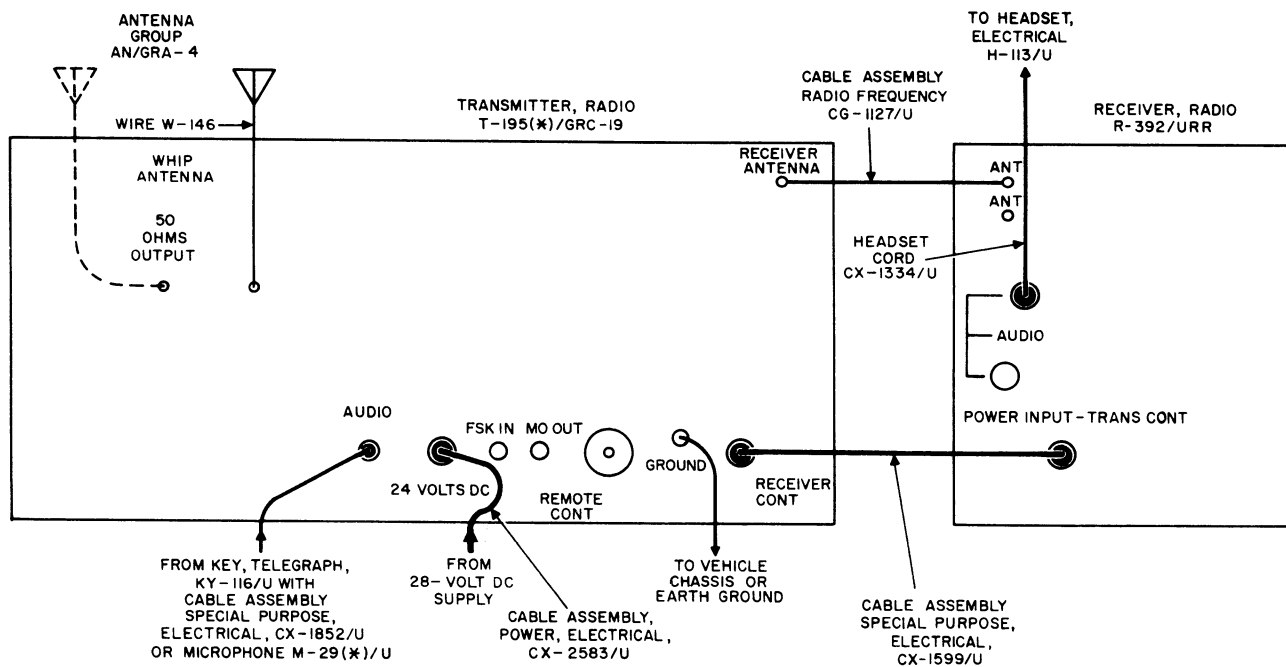 ANTENNA
GROUP
AN/GRA-4
WIRE W-146
WHIP
ANTENNA
50
OHMS
OUTPUT
TRANSMITTER, RADIO
T-195(*)/GRC-19
CABLE ASSEMBLY
RADIO FREQUENCY
CG-1127/U
TO HEADSET,
ELECTRICAL
H-113/U
RECEIVER, RADIO
R-392/URR
RECEIVER
ANTENNA
ANT
ANT
HEADSET
CORD
CX-1334/U
AUDIO
POWER INPUT-TRANS CONT
AUDIO
24 VOLTS DC
FSK IN
MO OUT
REMOTE
CONT
GROUND
RECEIVER
CONT
FROM KEY, TELEGRAPH,
KY-116/U WITH
CABLE ASSEMBLY
SPECIAL PURPOSE,
ELECTRICAL, CX-1852/U
OR MICROPHONE M-29(*)/U
FROM
28-VOLT DC
SUPPLY
CABLE ASSEMBLY,
POWER, ELECTRICAL,
CX-2583/U
TO VEHICLE
CHASSIS OR
EARTH GROUND
CABLE ASSEMBLY
SPECIAL PURPOSE,
ELECTRICAL,
CX-1599/U